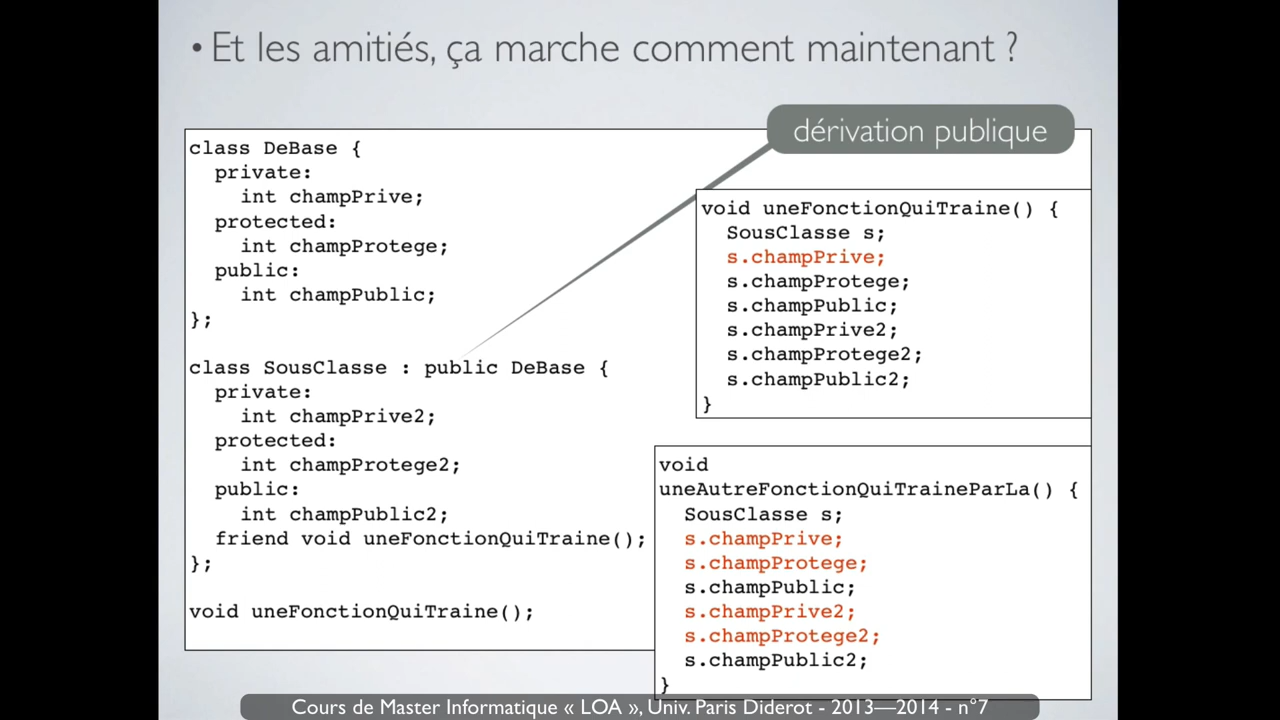 • Et les amitiés, ça marche comment maintenant ?
dérivation publique
class DeBase {
  private:
    int champPrive;
  protected:
    int champProtege;
  public:
    int champPublic;
};
class SousClasse : public DeBase {
  private:
    int champPrive2;
  protected:
    int champProtege2;
  public:
    int champPublic2;
  friend void uneFonctionQuiTraine();
};
void uneFonctionQuiTraine();
void uneFonctionQuiTraine() {
  SousClasse s;
  s.champPrive;
  s.champProtege;
  s.champPublic;
  s.champPrive2;
  s.champProtege2;
  s.champPublic2;
}
void
uneAutreFonctionQuiTraineParLa() {
  SousClasse s;
  s.champPrive;
  s.champProtege;
  s.champPublic;
  s.champPrive2;
  s.champProtege2;
  s.champPublic2;
}
Cours de Master Informatique « LOA », Univ. Paris Diderot - 2013—2014 - n°7